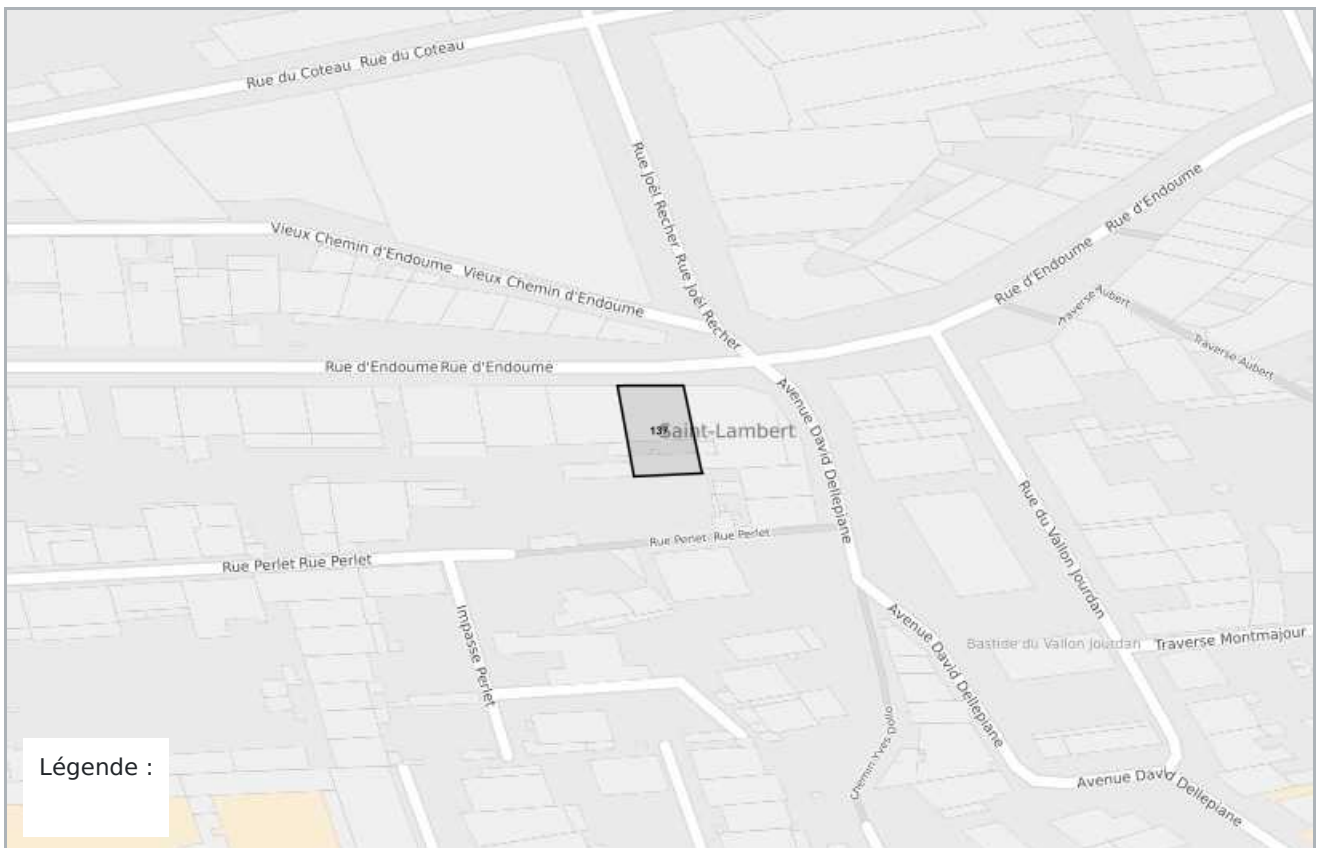 Rue du Coteau Rue du Coteau
Rue Joël Recher Rue Joël Recher
Rue d'Endoume Rue d'Endoume
Vieux Chemin d'Endoume Vieux Chemin d'Endoume
Traverse Aubert
Traverse Aubert
Rue d'Endoume Rue d'Endoume
Avenue David Dellepiane
137
Saint-Lambert
Rue du Vallon Jourdan
Rue Perlet Rue Perlet
Rue Perlet Rue Perlet
Impasse Perlet
Avenue David Dellepiane
Bastide du Vallon Jourdan
Traverse Montmajour
Chemin Yves Dollo
Légende :
Avenue David Dellepiane